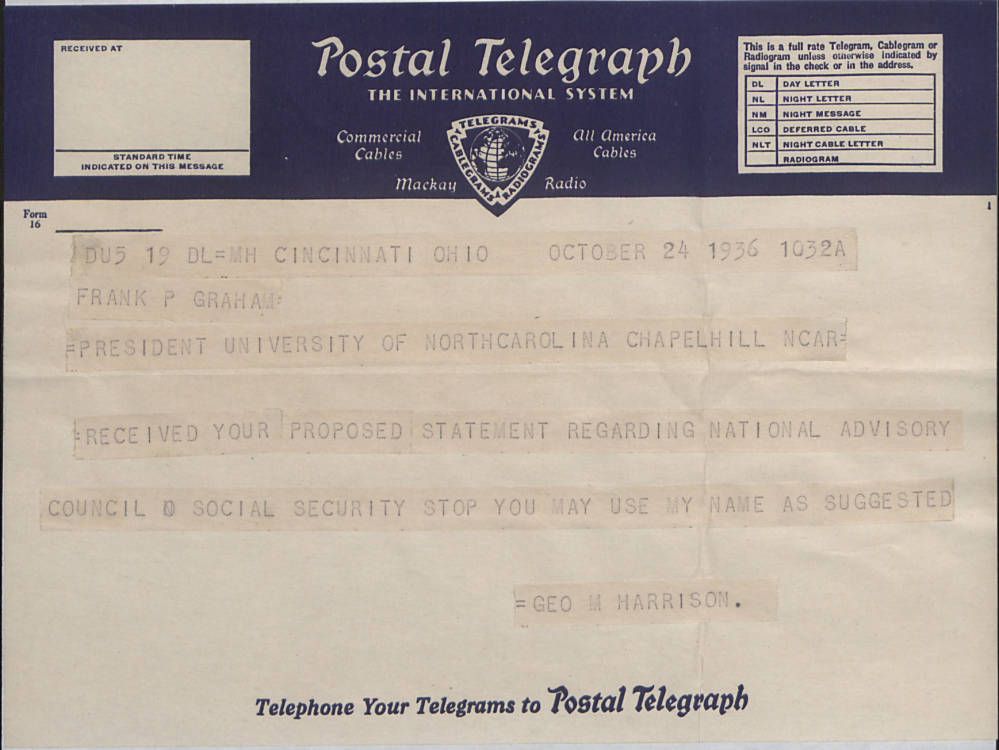 RECEIVED AT
STANDARD TIME
INDICATED ON THIS MESSAGE
Postal Telegraph
THE INTERNATIONAL SYSTEM
Commercial
Cables
All America
Cables
Mackay
Radio
TELEGRAMS
CABLEGRAMS
RADIOGRAMS
This is a full rate Telegram, Cablegram or
Radiogram unless otherwise indicated by
signal in the check or in the address.
DL DAY LETTER
NL NIGHT LETTER
NM NIGHT MESSAGE
LCO DEFERRED CABLE
NLT NIGHT CABLE LETTER
RADIOGRAM
Form
16
1
DU5 19 DL=MH CINCINNATI OHIO OCTOBER 24 1936 1032A
FRANK P GRAHAM=
=PRESIDENT UNIVERSITY OF NORTHCAROLINA CHAPELHILL NCAR=
=RECEIVED YOUR PROPOSED STATEMENT REGARDING NATIONAL ADVISORY
COUNCIL SOCIAL SECURITY STOP YOU MAY USE MY NAME AS SUGGESTED
=GEO M HARRISON.
Telephone Your Telegrams to Postal Telegraph